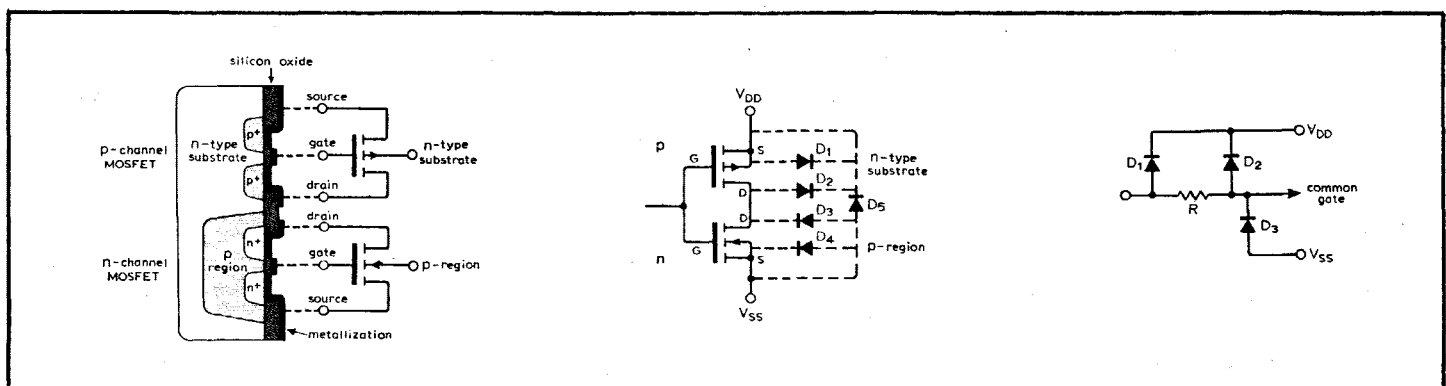 silicon oxide
source
p+
n-type substrate
gate
n-type substrate
p-channel MOSFET
p+
drain
drain
n+
n-channel MOSFET
p region
gate
p-region
n+
source
metallization
VDD
p
G
S
D1
n-type substrate
D2
D
D
D3
D5
G
n
D4
p-region
S
VSS
VDD
D1
D2
R
common gate
D3
VSS